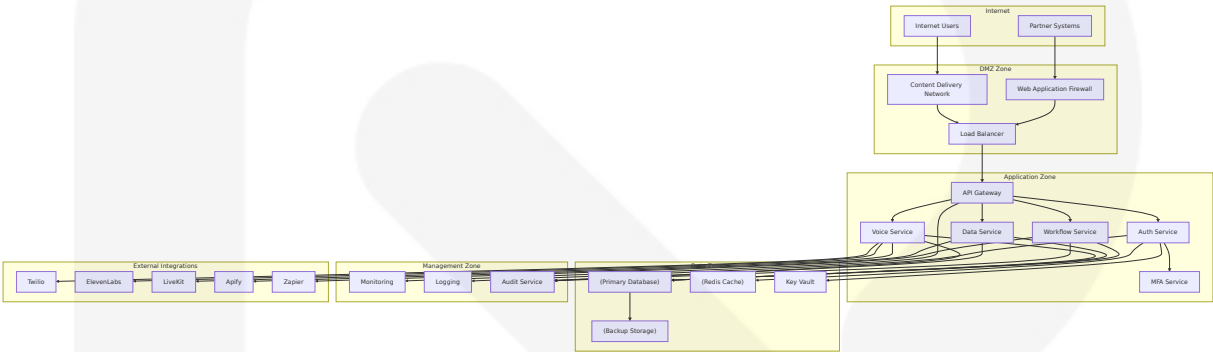 Internet
Internet Users
Partner Systems
DMZ Zone
Content Delivery
Network
Web Application Firewall
Load Balancer
Application Zone
API Gateway
Voice Service
Data Service
Workflow Service
Auth Service
MFA Service
External Integrations
Twilio
ElevenLabs
LiveKit
Apify
Zapier
Management Zone
Monitoring
Logging
Audit Service
(Primary Database)
(Redis Cache)
Key Vault
(Backup Storage)